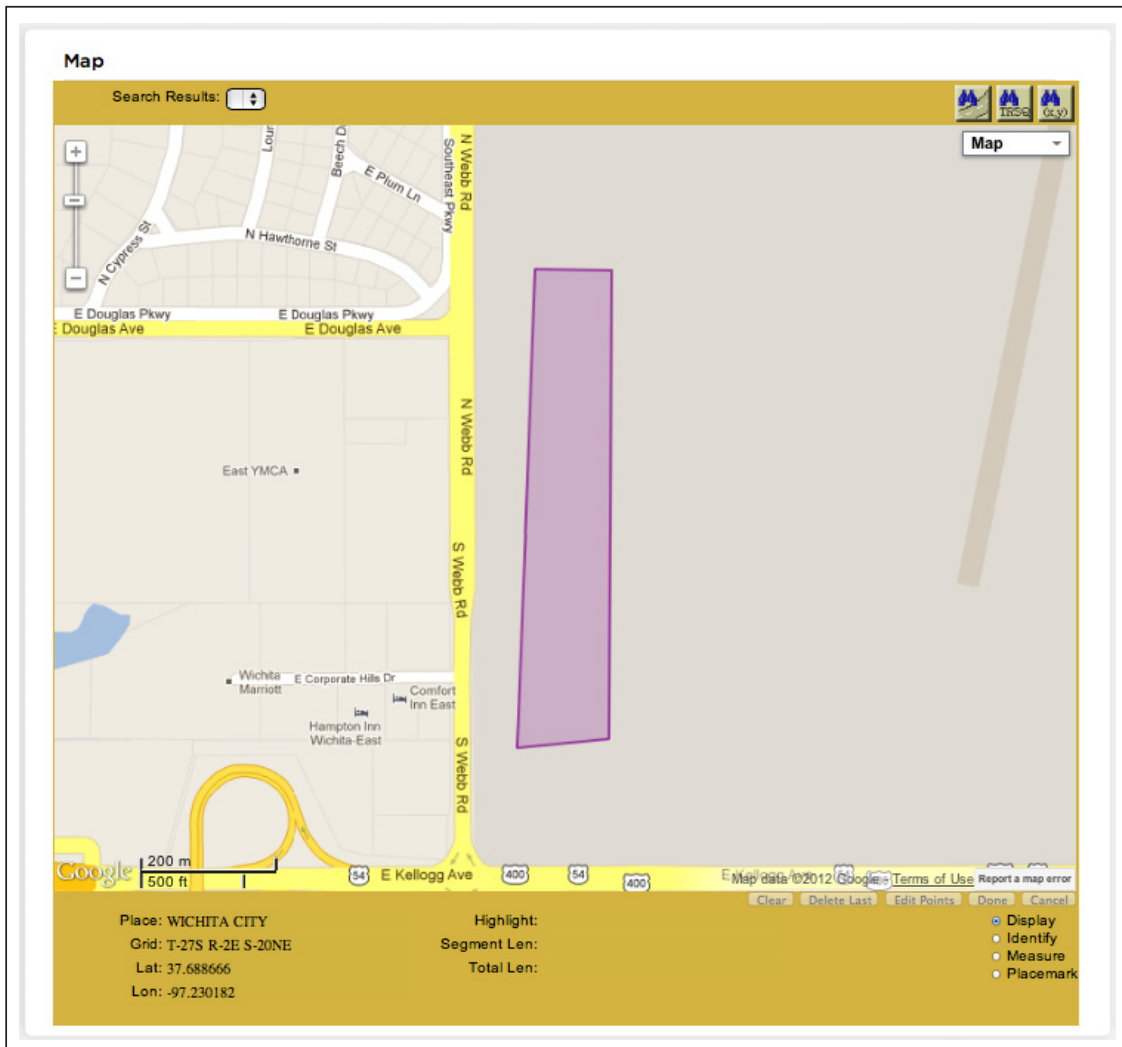 Map
Search Results:
TRSQ
(x,y)
Map
N Webb Rd
Southeast Pkwy
Beech D
Lour
E Plum Ln
N Hawthorne St
N Cypress St
E Douglas Pkwy
E Douglas Pkwy
E Douglas Ave
E Douglas Ave
N Webb Rd
East YMCA
S Webb Rd
Wichita
Marriott
E Corporate Hills Dr
Comfort
Inn East
Hampton Inn
Wichita-East
S Webb Rd
200 m
500 ft
Google
54
E Kellogg Ave
400
54
400
Map data ©2012 Google - Terms of Use
Report a map error
Clear
Delete Last
Edit Points
Done
Cancel
Place: WICHITA CITY
Grid: T-27S R-2E S-20NE
Lat: 37.688666
Lon: -97.230182
Highlight:
Segment Len:
Total Len:
Display
Identify
Measure
Placemark